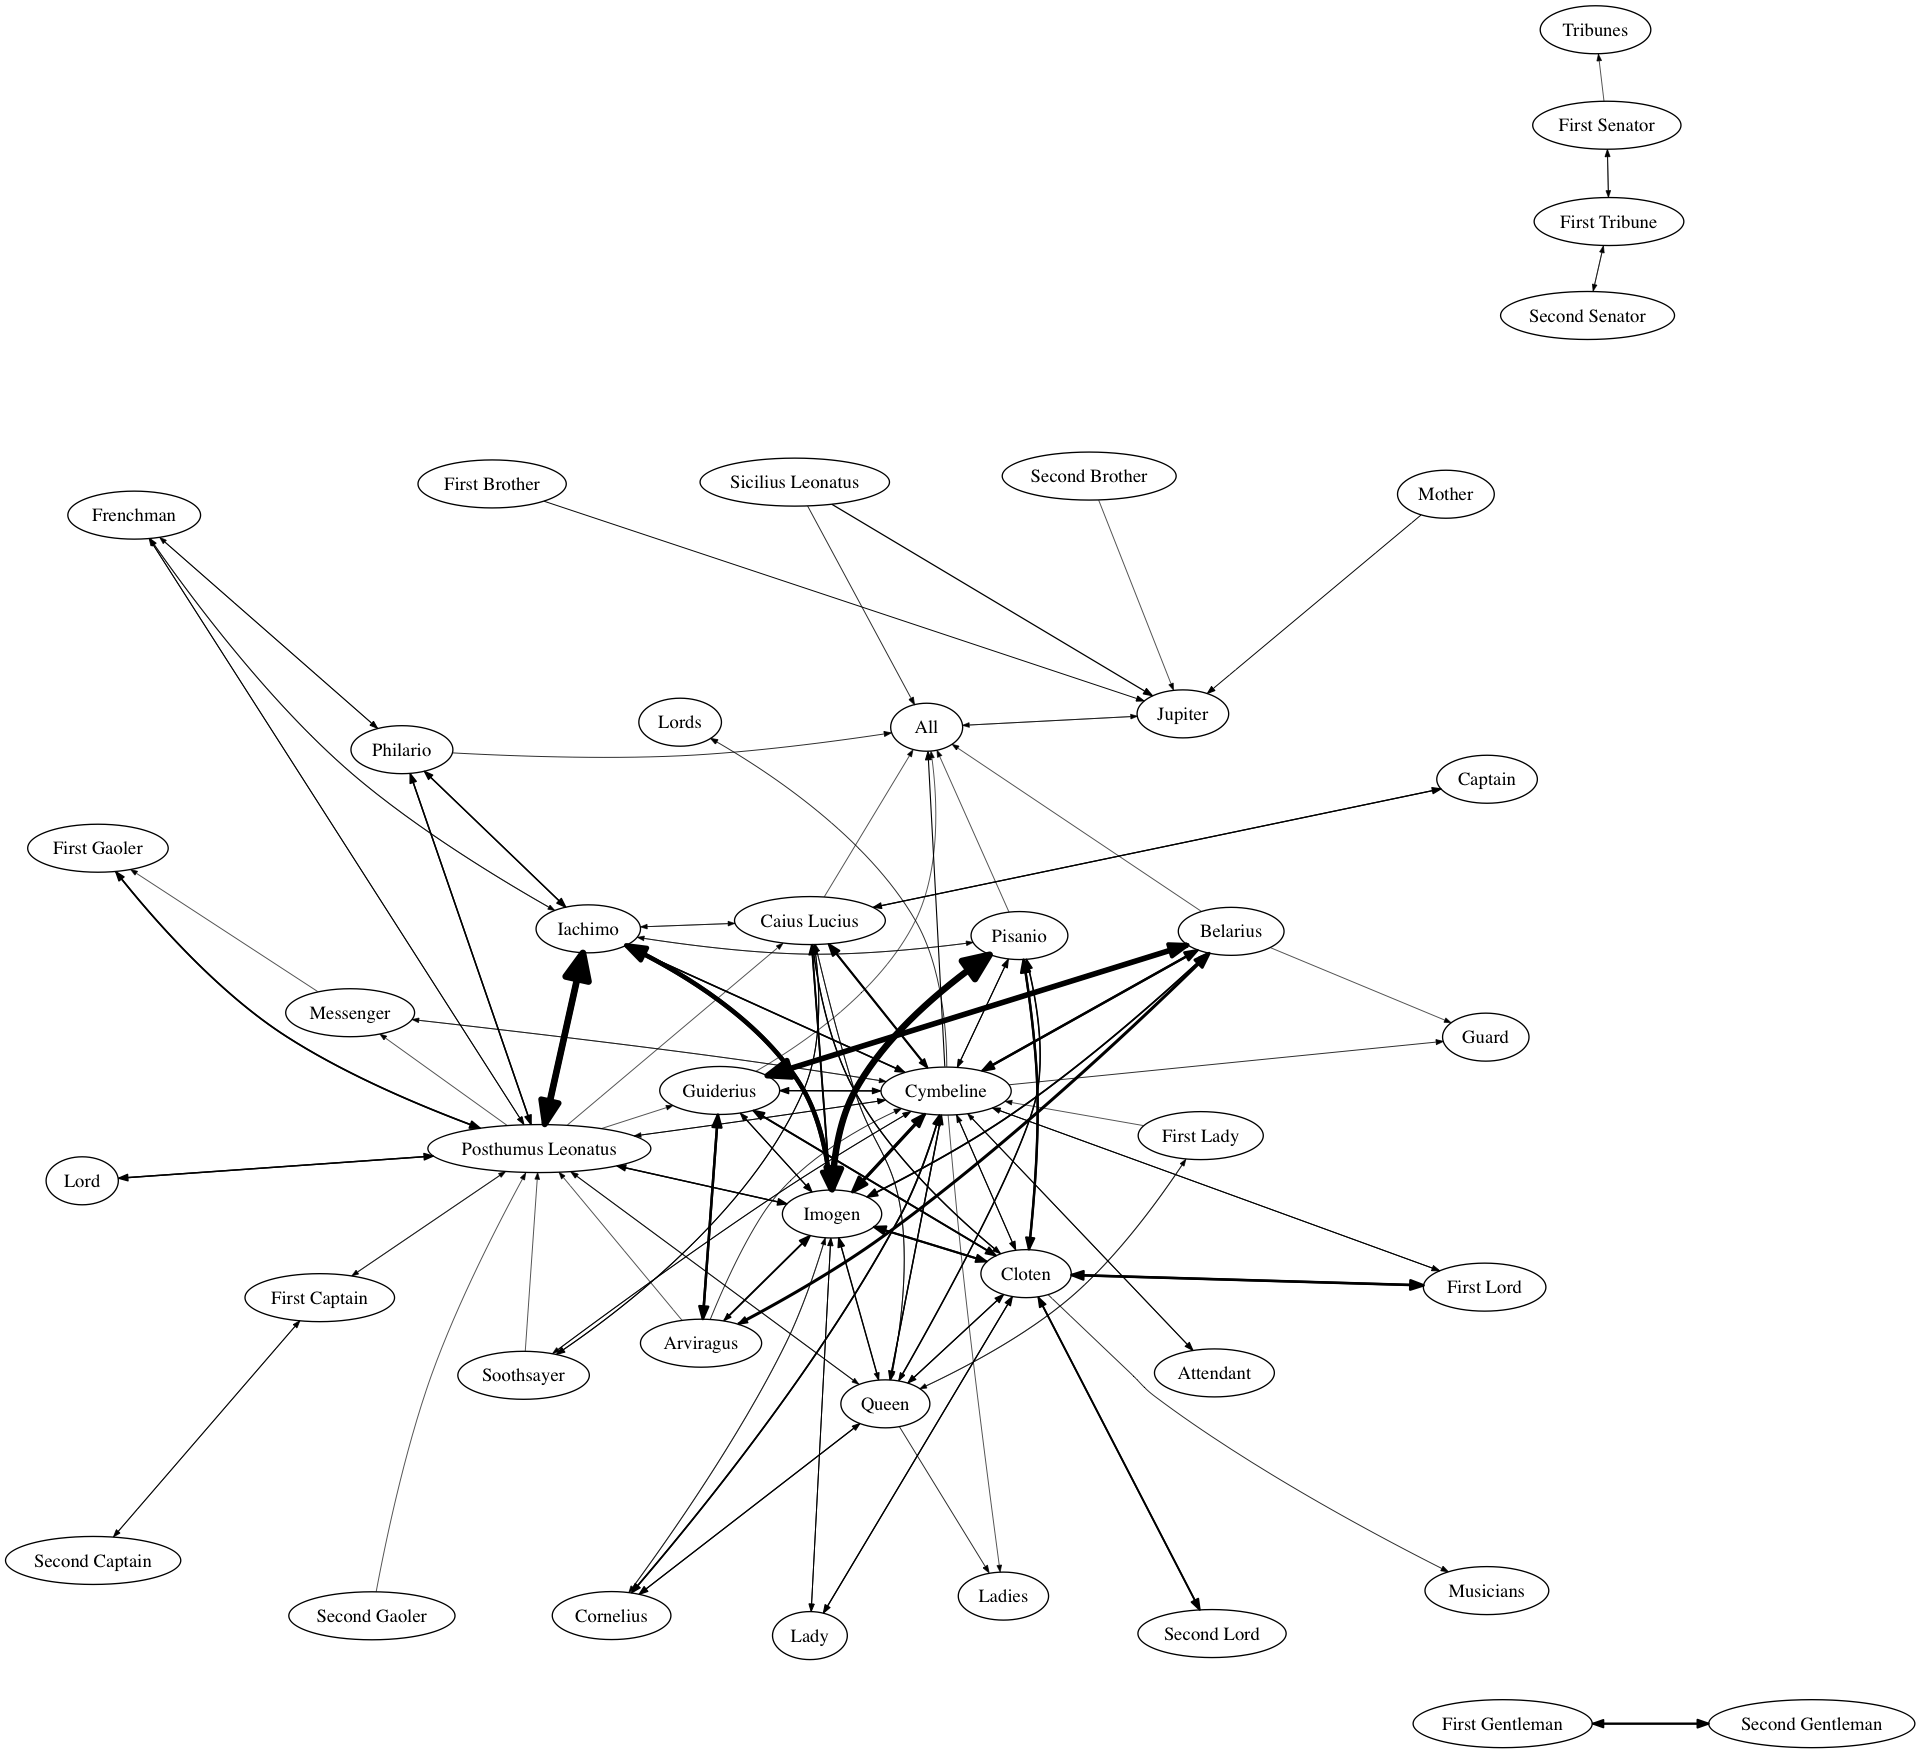 Tribunes
First Senator
First Tribune
Second Senator
Second Brother
Sicilius Leonatus
First Brother
Mother
Frenchman
Jupiter
Lords
All
Philario
Captain
First Gaoler
Caius Lucius
Iachimo
Belarius
Pisanio
Messenger
Guard
Guiderius
Cymbeline
First Lady
Posthumus Leonatus
Lord
Imogen
Cloten
First Lord
First Captain
Arviragus
Soothsayer
Attendant
Queen
Second Captain
Musicians
Ladies
Second Gaoler
Cornelius
Lady
Second Lord
First Gentleman
Second Gentleman